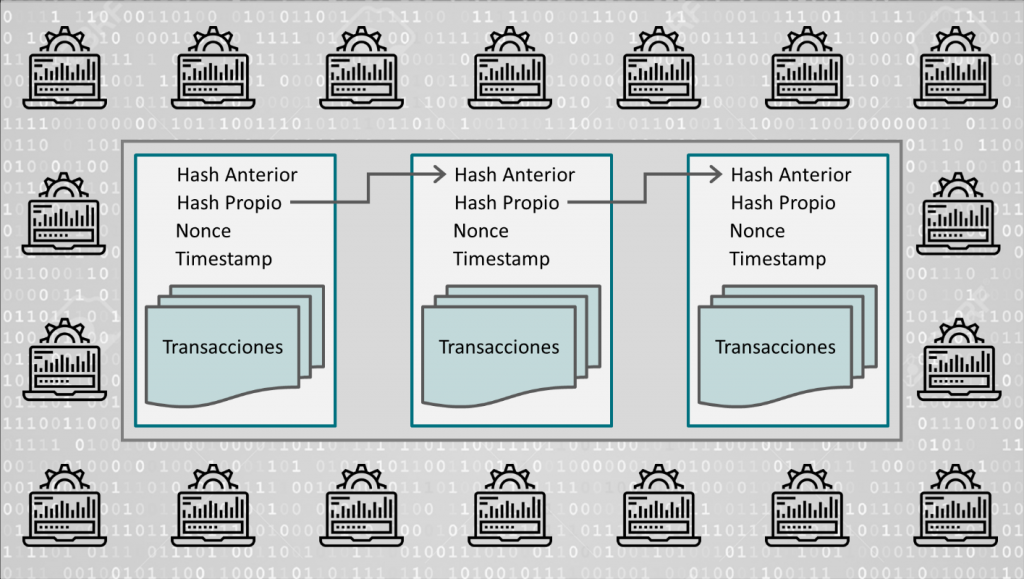 Hash Anterior
Hash Propio
Nonce
Timestamp
Transacciones
Hash Anterior
Hash Propio
Nonce
Timestamp
Transacciones
Hash Anterior
Hash Propio
Nonce
Timestamp
Transacciones